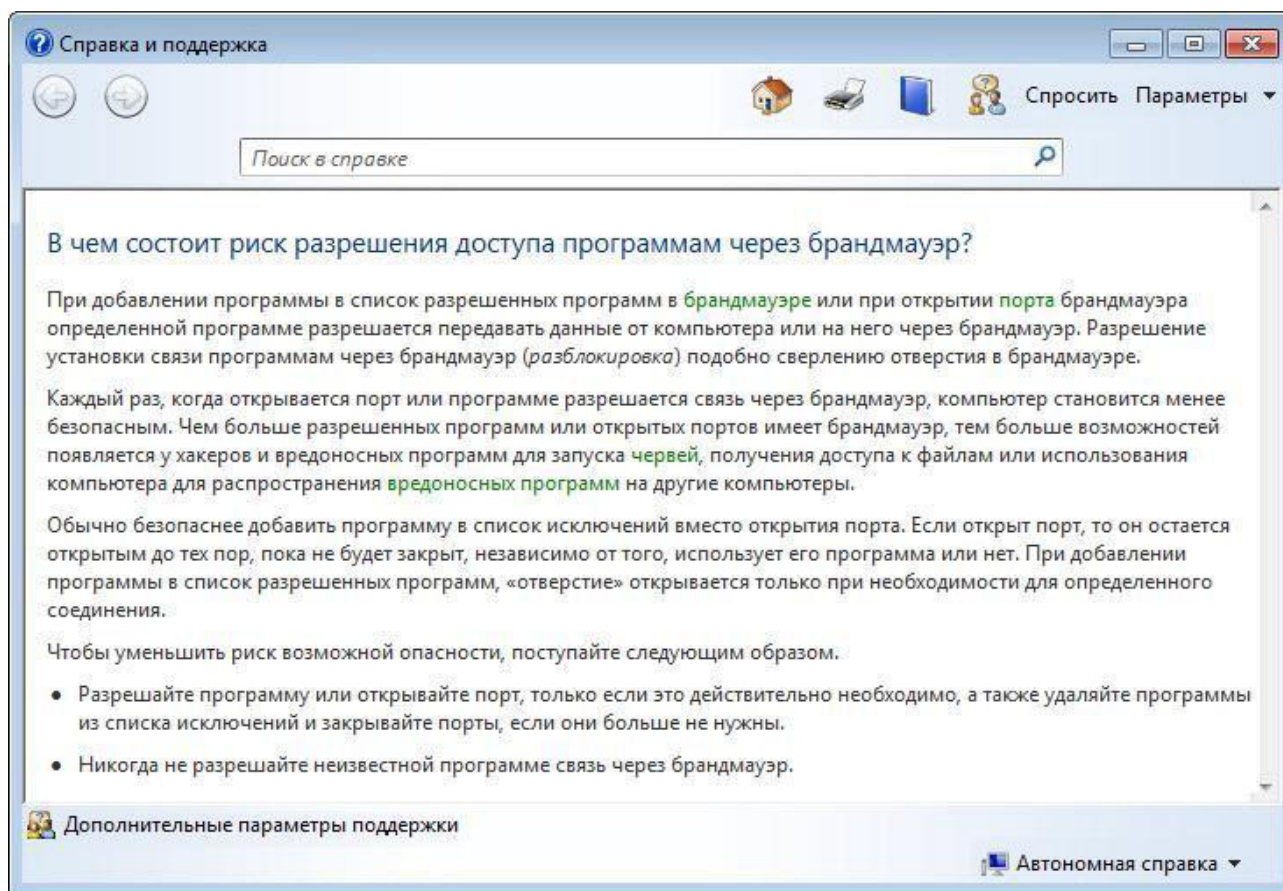 Справка и поддержка
Спросить Параметры
Поиск в справке
В чем состоит риск разрешения доступа программам через брандмауэр?
При добавлении программы в список разрешенных программ в брандмауэре или при открытии порта брандмауэра
определенной программе разрешается передавать данные от компьютера или на него через брандмауэр. Разрешение
установки связи программам через брандмауэр (разблокировка) подобно сверлению отверстия в брандмауэре.
Каждый раз, когда открывается порт или программе разрешается связь через брандмауэр, компьютер становится менее
безопасным. Чем больше разрешенных программ или открытых портов имеет брандмауэр, тем больше возможностей
появляется у хакеров и вредоносных программ для запуска червей, получения доступа к файлам или использования
компьютера для распространения вредоносных программ на другие компьютеры.
Обычно безопаснее добавить программу в список исключений вместо открытия порта. Если открыт порт, то он остается
открытым до тех пор, пока не будет закрыт, независимо от того, использует его программа или нет. При добавлении
программы в список разрешенных программ, «отверстие» открывается только при необходимости для определенного
соединения.
Чтобы уменьшить риск возможной опасности, поступайте следующим образом.
• Разрешайте программу или открывайте порт, только если это действительно необходимо, а также удаляйте программы
из списка исключений и закрывайте порты, если они больше не нужны.
• Никогда не разрешайте неизвестной программе связь через брандмауэр.
Дополнительные параметры поддержки
Автономная справка